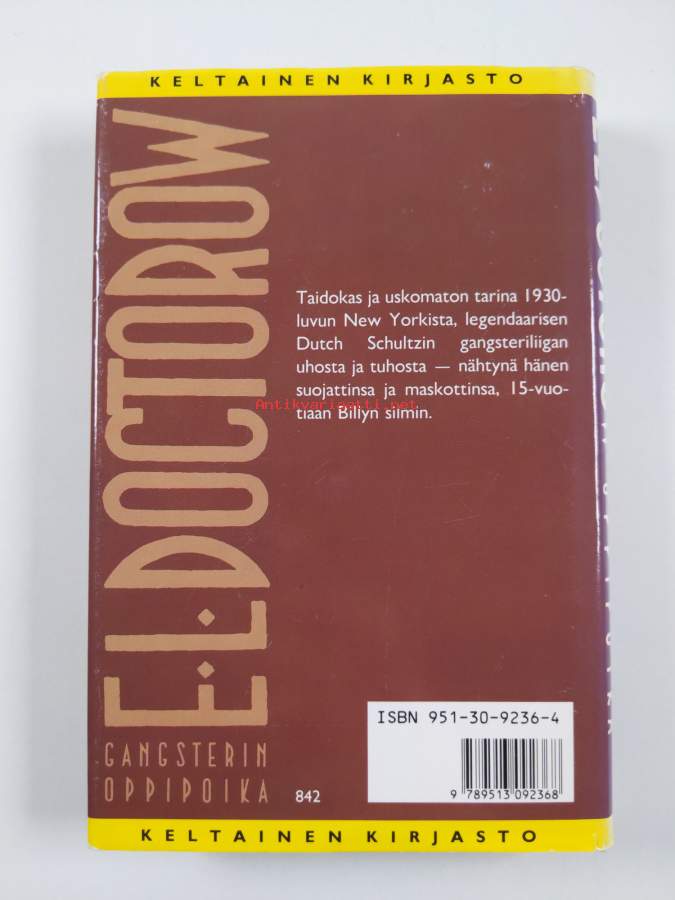 KELTAINEN KIRJASTO
E.L. DOCTOROW
GANGSTERIN
OPPIPOIKA
Taidokas ja uskomaton tarina 1930-
luvun New Yorkista, legendaarisen
Dutch Schultzin gangsteriliigan
uhosta ja tuhosta — nähtynä hänen
suojattinsa ja maskottinsa, 15-vuo-
tiaan Billyn silmin.
Antikvariaatti.net
842
ISBN 951-30-9236-4
9 789513 092368
KELTAINEN KIRJASTO